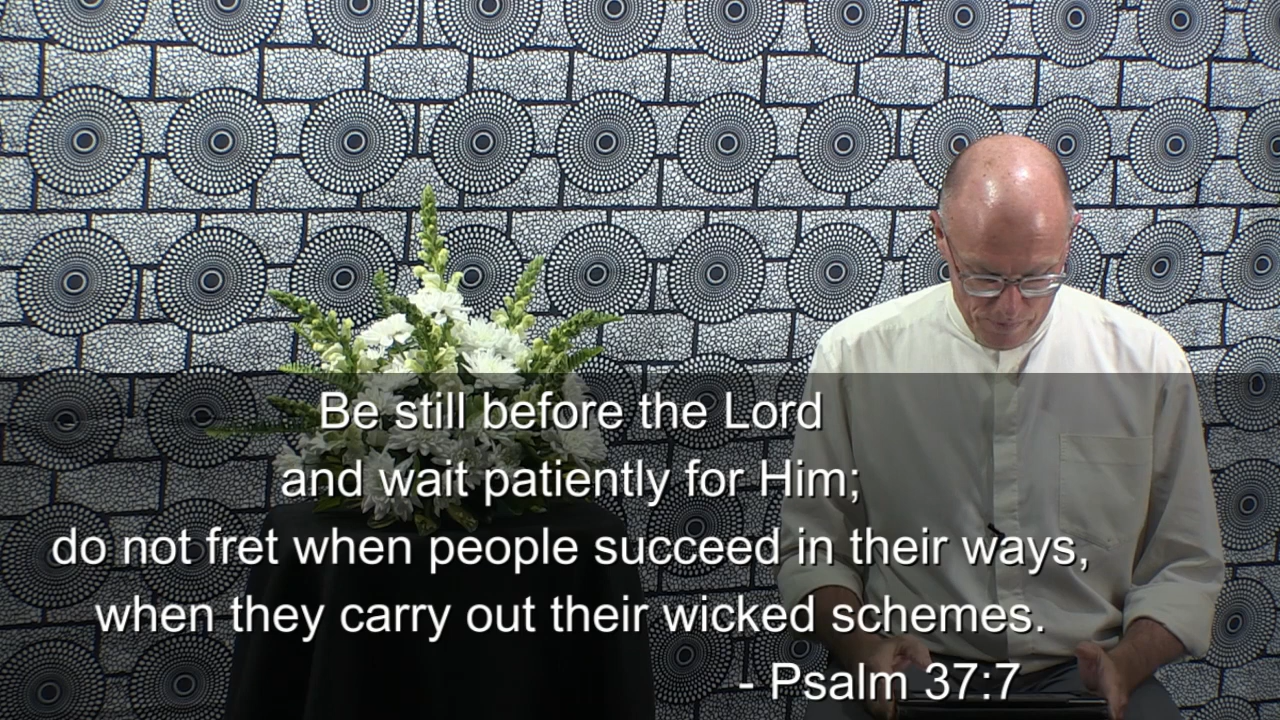 Be still before the Lord
and wait patiently for Him;
do not fret when people succeed in their ways,
when they carry out their wicked schemes.
- Psalm 37:7